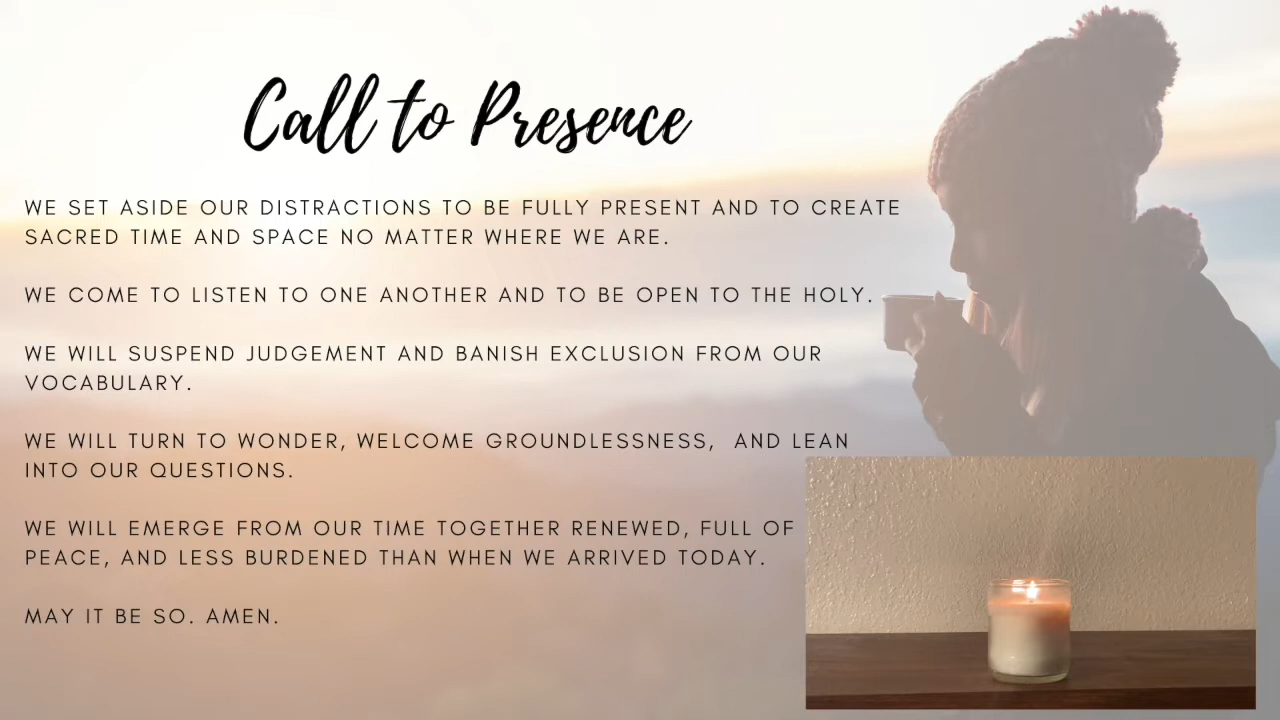 Call to Presence
WE SET ASIDE OUR DISTRACTIONS TO BE FULLY PRESENT AND TO CREATE
SACRED TIME AND SPACE NO MATTER WHERE WE ARE.
WE COME TO LISTEN TO ONE ANOTHER AND TO BE OPEN TO THE HOLY.
WE WILL SUSPEND JUDGEMENT AND BANISH EXCLUSION FROM OUR
VOCABULARY.
WE WILL TURN TO WONDER, WELCOME GROUNDLESSNESS, AND LEAN
INTO OUR QUESTIONS.
WE WILL EMERGE FROM OUR TIME TOGETHER RENEWED, FULL OF
PEACE, AND LESS BURDENED THAN WHEN WE ARRIVED TODAY.
MAY IT BE SO. AMEN.